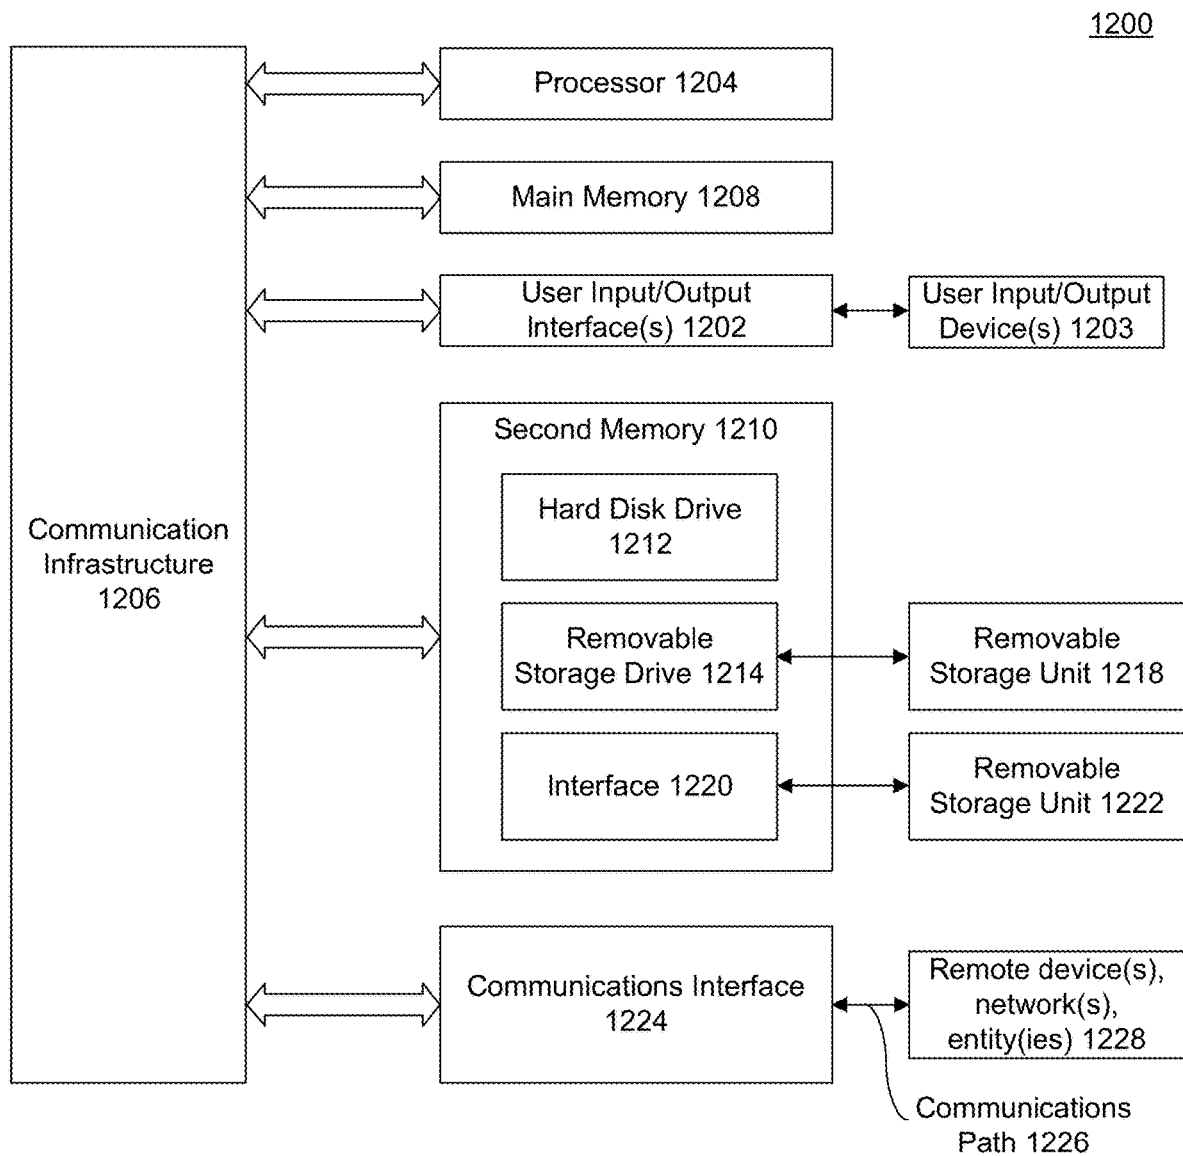 1200
Processor 1204
Main Memory 1208
User Input/Output
Interface(s) 1202
User Input/Output
Device(s) 1203
Second Memory 1210
Hard Disk Drive
1212
Communication
Infrastructure
1206
Removable
Storage Drive 1214
Removable
Storage Unit 1218
Interface 1220
Removable
Storage Unit 1222
Communications Interface
1224
Remote device(s),
network(s),
entity(ies) 1228
Communications
Path 1226